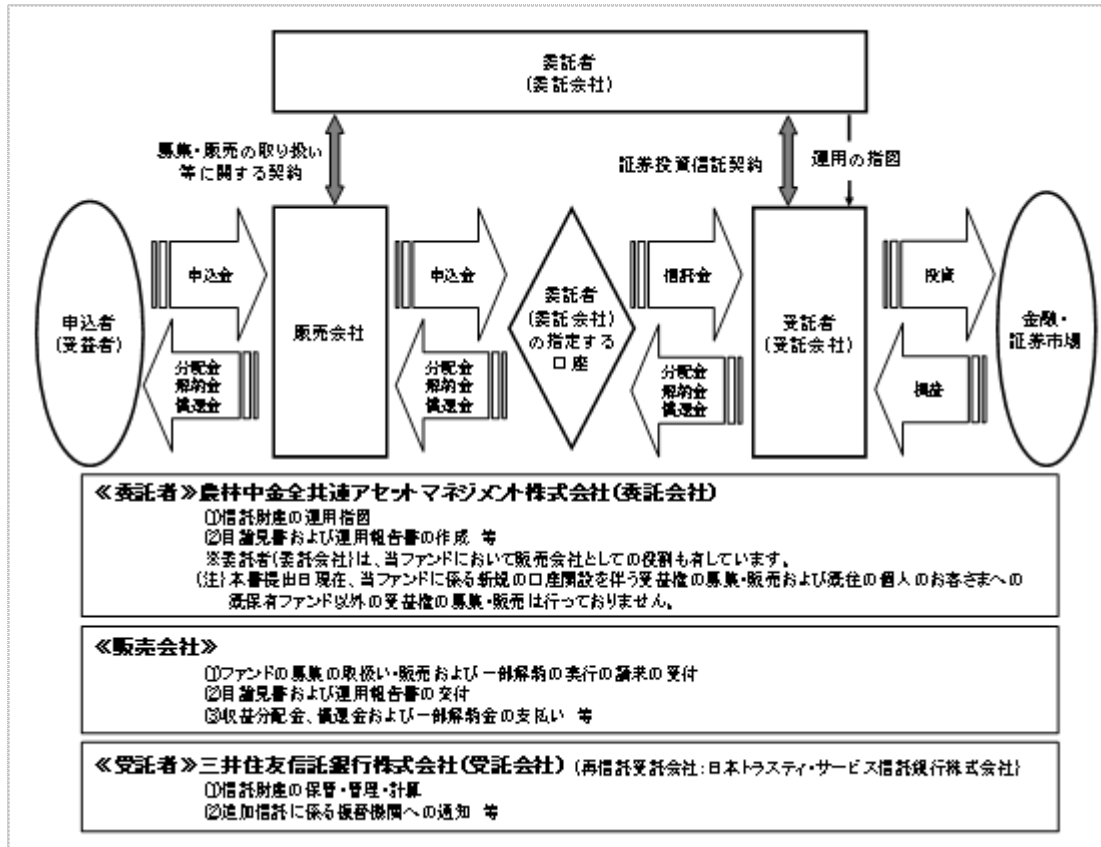 委託者
(委託会社)
募集・販売の取り扱い
等に関する契約
証券投資信託契約
運用の指図
申込者
(受益者)
申込金
分配金
解約金
償還金
販売会社
申込金
分配金
解約金
償還金
委託者
(委託会社)
の指定する
口座
信託金
分配金
解約金
償還金
受託者
(受託会社)
投資
損益
金融・
証券市場
≪委託者≫農林中金全共連アセットマネジメント株式会社(委託会社)
①信託財産の運用指図
②目論見書および運用報告書の作成 等
※委託者(委託会社)は、当ファンドにおいて販売会社としての役割も有しています。
(注)本書提出日現在、当ファンドに係る新規の口座開設を伴う受益権の募集・販売および既往の個人のお客さまへの
既保有ファンド以外の受益権の募集・販売は行っておりません。
≪販売会社≫
①ファンドの募集の取扱い・販売および一部解約の実行の請求の受付
②目論見書および運用報告書の交付
③収益分配金、償還金および一部解約金の支払い 等
≪受託者≫三井住友信託銀行株式会社(受託会社) (再信託受託会社:日本トラスティ・サービス信託銀行株式会社)
①信託財産の保管・管理・計算
②追加信託に係る振替機関への通知 等